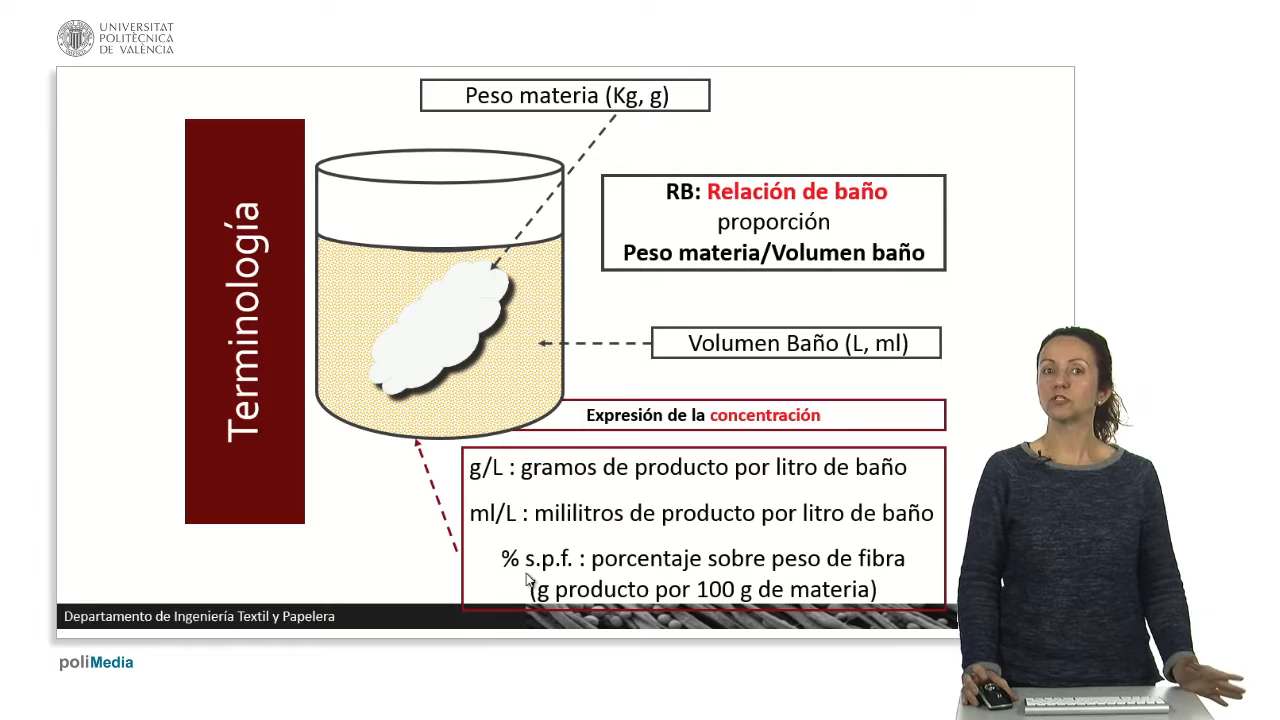 UNIVERSITAT
POLITÈCNICA
DE VALÈNCIA
Peso materia (Kg, g)
Terminología
RB: Relación de baño
proporción
Peso materia/Volumen baño
Volumen Baño (L, ml)
Expresión de la concentración
g/L : gramos de producto por litro de baño
ml/L : mililitros de producto por litro de baño
% s.p.f. : porcentaje sobre peso de fibra
(g producto por 100 g de materia)
Departamento de Ingeniería Textil y Papelera
poliMedia